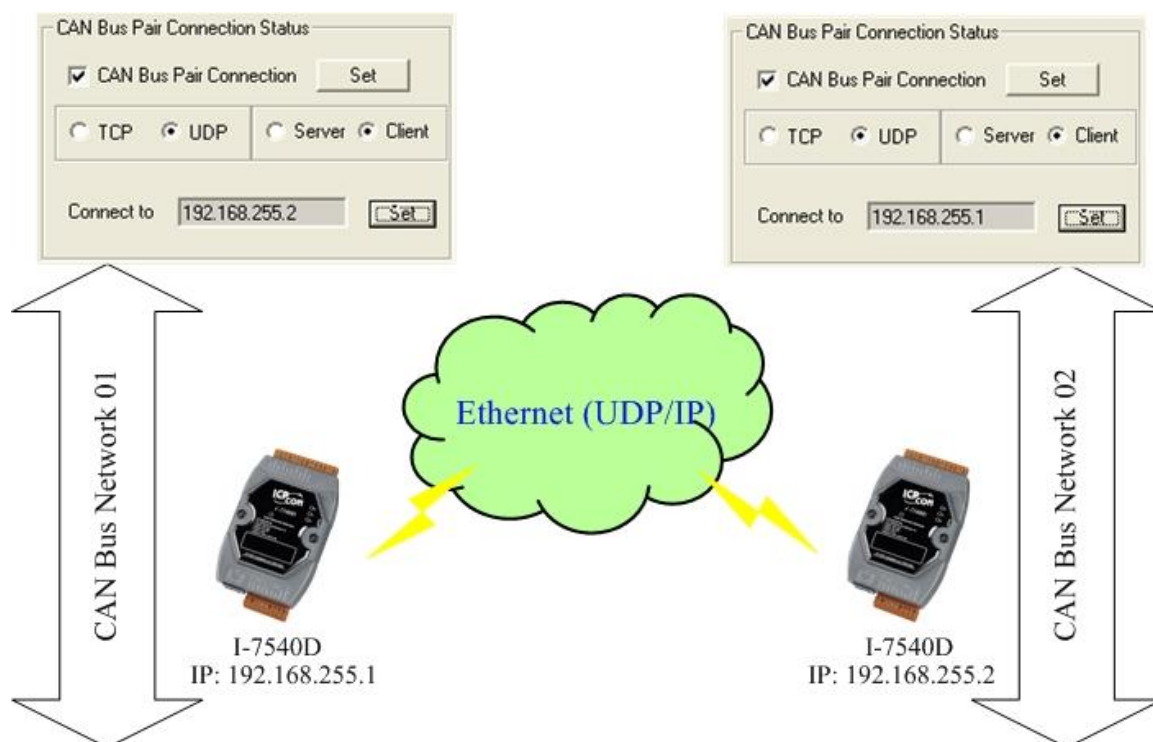 CAN Bus Pair Connection Status
CAN Bus Pair Connection Set
TCP UDP Server Client
Connect to 192.168.255.2 Set
CAN Bus Pair Connection Status
CAN Bus Pair Connection Set
TCP UDP Server Client
Connect to 192.168.255.1 Set
CAN Bus Network 01
Ethernet (UDP/IP)
CAN Bus Network 02
I-7540D
IP: 192.168.255.1
I-7540D
IP: 192.168.255.2